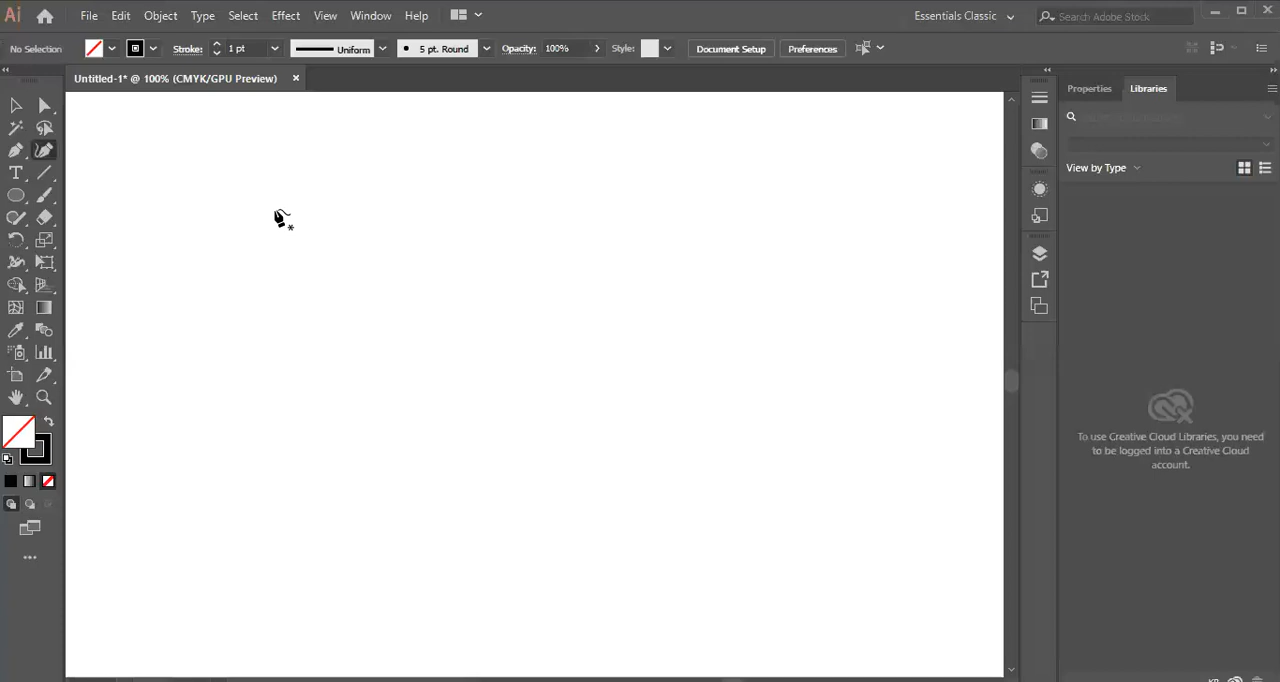 Ai File Edit Object Type Select Effect View Window Help Essentials Classic Search Adobe Stock
No Selection Stroke: 1 pt Uniform 5 pt. Round Opacity: 100% Style: Document Setup Preferences
Untitled-1* @ 100% (CMYK/GPU Preview) ×
Properties Libraries
View by Type
To use Creative Cloud Libraries, you need
to be logged into a Creative Cloud
account.